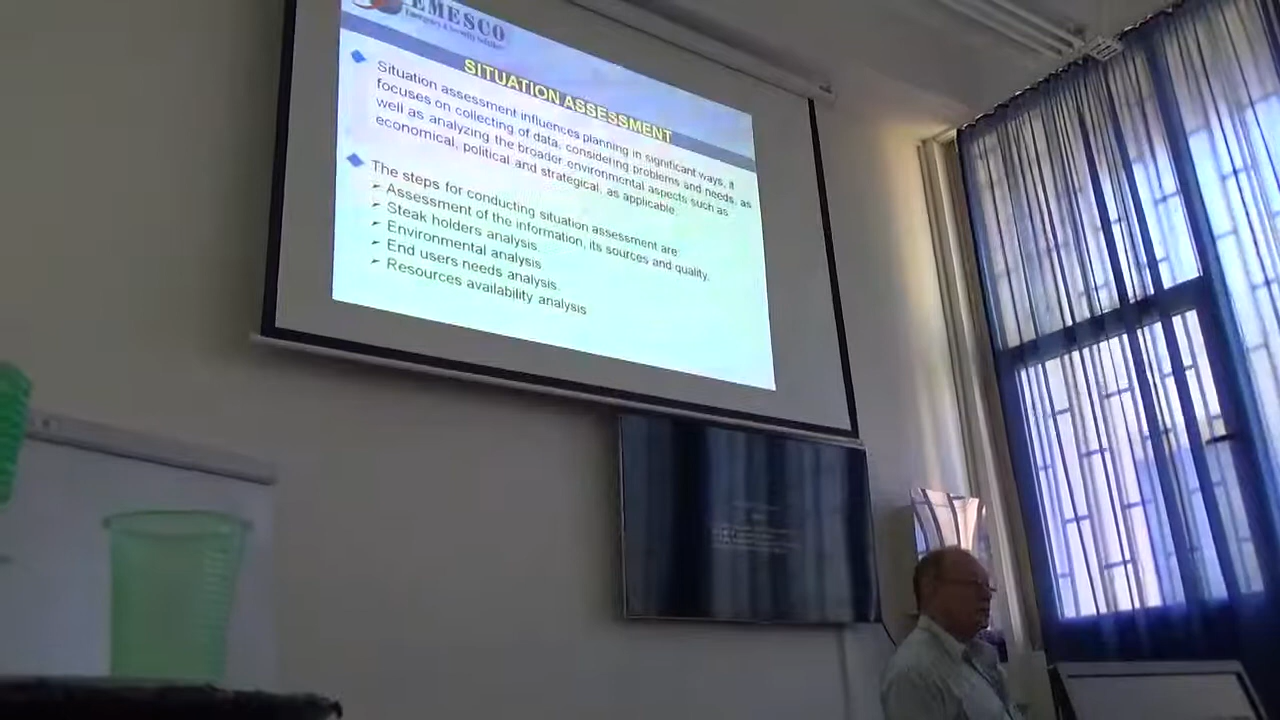 EMESCO
Emergency & Security Solutions
SITUATION ASSESSMENT
Situation assessment influences planning in significant ways, it
focuses on collecting of data, considering problems and needs, as
well as analyzing the broader environmental aspects such as
economical, political and strategical, as applicable.
The steps for conducting situation assessment are:
Assessment of the information, its sources and quality.
Steak holders analysis.
Environmental analysis
End users needs analysis.
Resources availability analysis